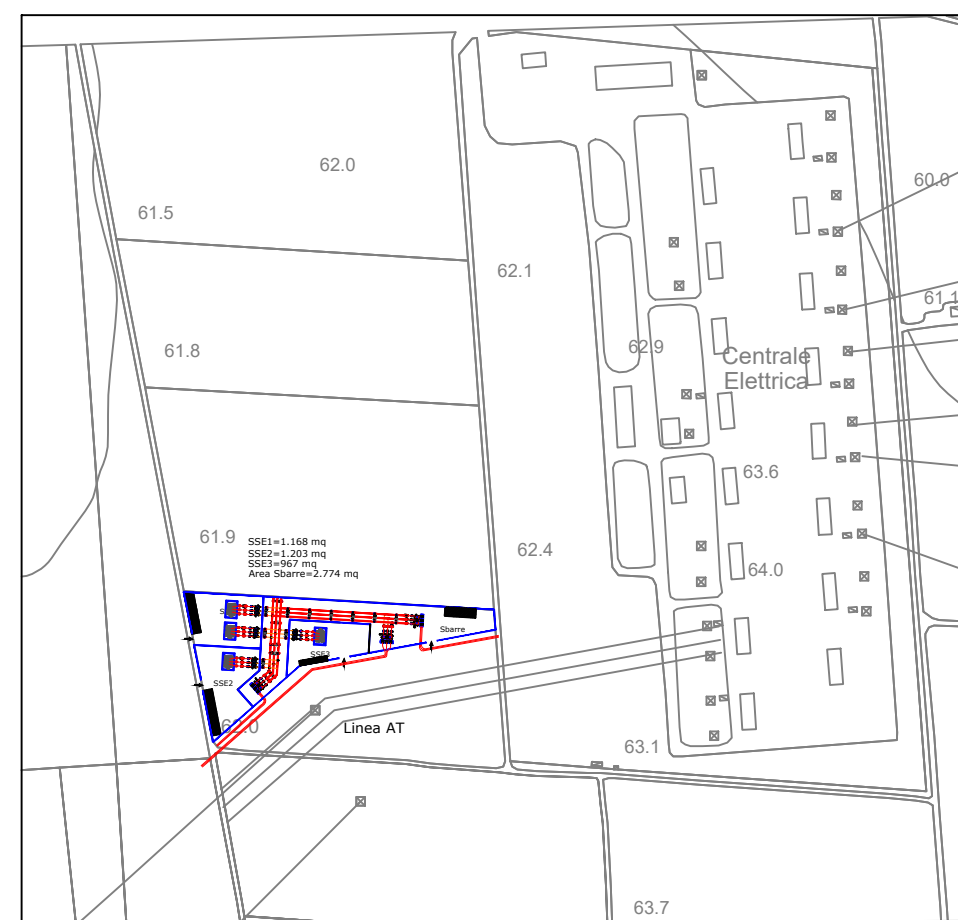 62.0
60.0
61.5
62.1
61.1
62.9
61.8
Centrale
Elettrica
63.6
61.9
SSE1=1.168 mq
SSE2=1.203 mq
SSE3=967 mq
Area Sbarre=2.774 mq
62.4
64.0
Sbarre
SSE3
SSE2
Linea AT
63.1
63.7